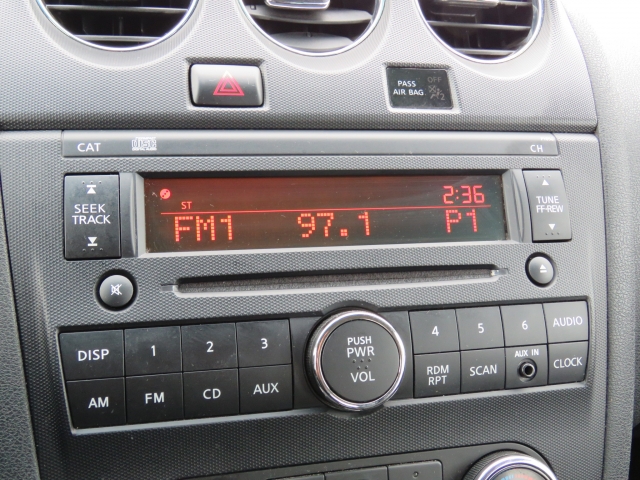 PASS AIR BAG OFF
2
CAT DISC CH
SEEK TRACK
ST 2:36
FM1 97.1 P1
TUNE FF·REW
DISP 1 2 3
PUSH PWR VOL
4 5 6 AUDIO
AM FM CD AUX
RDM RPT SCAN AUX IN CLOCK